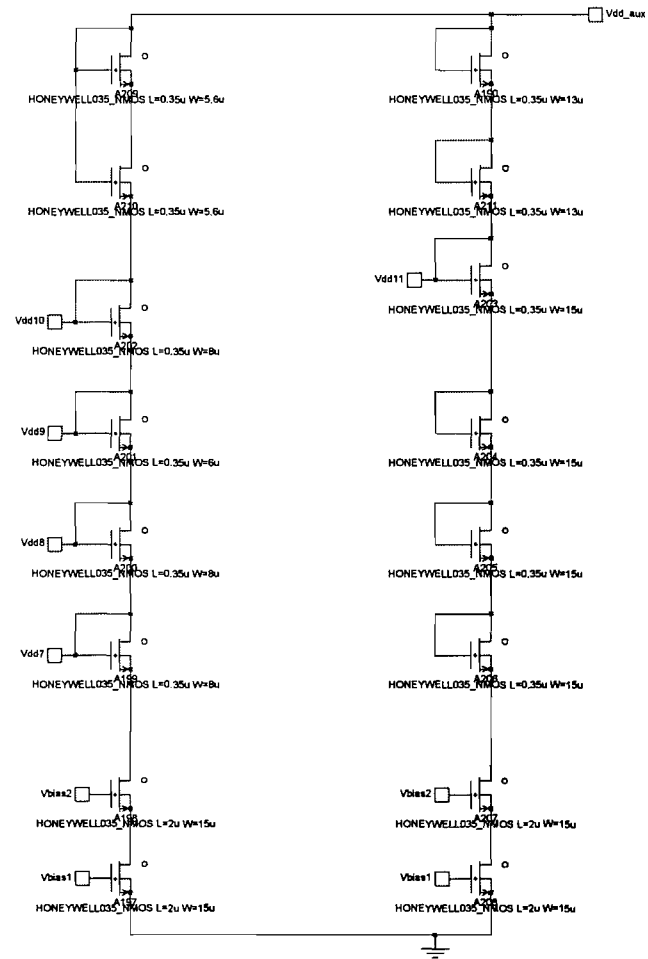 Vdd_aux
A209
HONEYWELL035_NMOS L=0.35u W=5.6u
A190
HONEYWELL035_NMOS L=0.35u W=13u
A210
HONEYWELL035_NMOS L=0.35u W=5.6u
A211
HONEYWELL035_NMOS L=0.35u W=13u
Vdd11
A203
HONEYWELL035_NMOS L=0.35u W=15u
Vdd10
A202
HONEYWELL035_NMOS L=0.35u W=8u
Vdd9
A201
HONEYWELL035_NMOS L=0.35u W=6u
A204
HONEYWELL035_NMOS L=0.35u W=15u
Vdd8
A200
HONEYWELL035_NMOS L=0.35u W=8u
A205
HONEYWELL035_NMOS L=0.35u W=15u
Vdd7
A199
HONEYWELL035_NMOS L=0.35u W=8u
HONEYWELL035_NMOS L=0.35u W=15u
Vbias2
A198
HONEYWELL035_NMOS L=2u W=15u
Vbias2
A207
HONEYWELL035_NMOS L=2u W=15u
Vbias1
A197
HONEYWELL035_NMOS L=2u W=15u
Vbias1
HONEYWELL035_NMOS L=2u W=15u